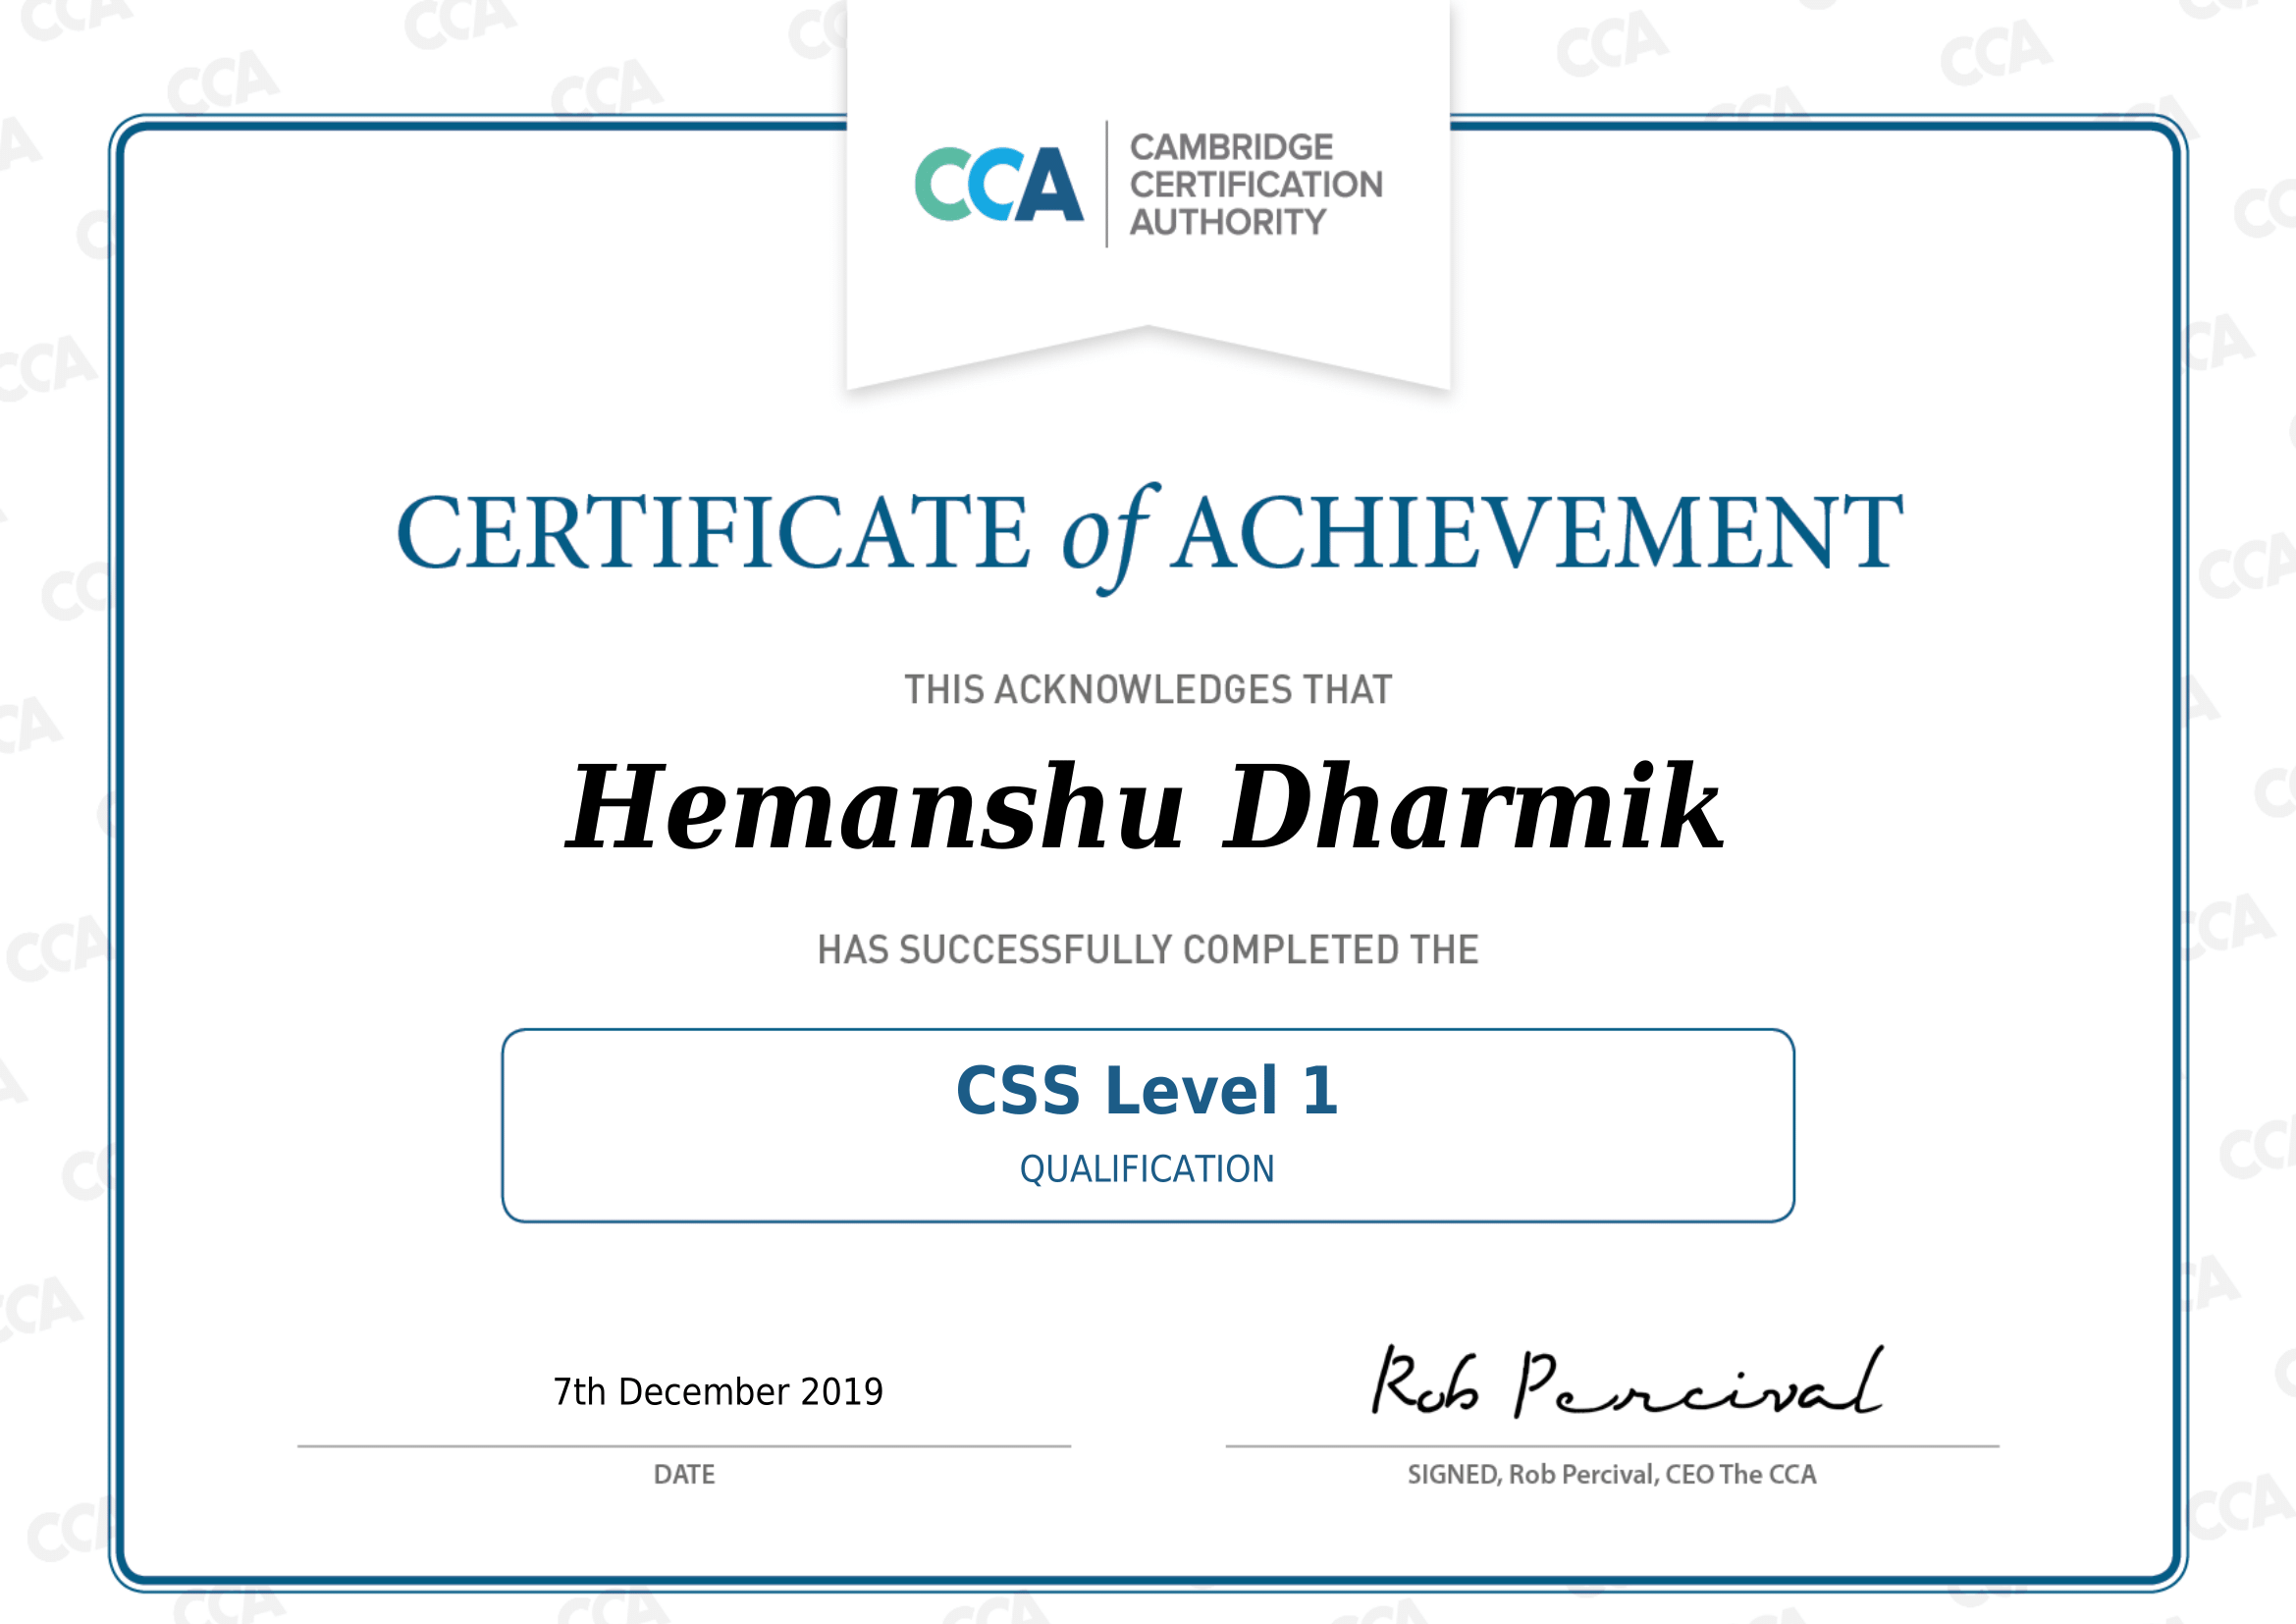 CCA
CAMBRIDGE
CERTIFICATION
AUTHORITY
CERTIFICATE of ACHIEVEMENT
THIS ACKNOWLEDGES THAT
Hemanshu Dharmik
HAS SUCCESSFULLY COMPLETED THE
CSS Level 1
QUALIFICATION
7th December 2019
Rob Percival
DATE
SIGNED, Rob Percival, CEO The CCA